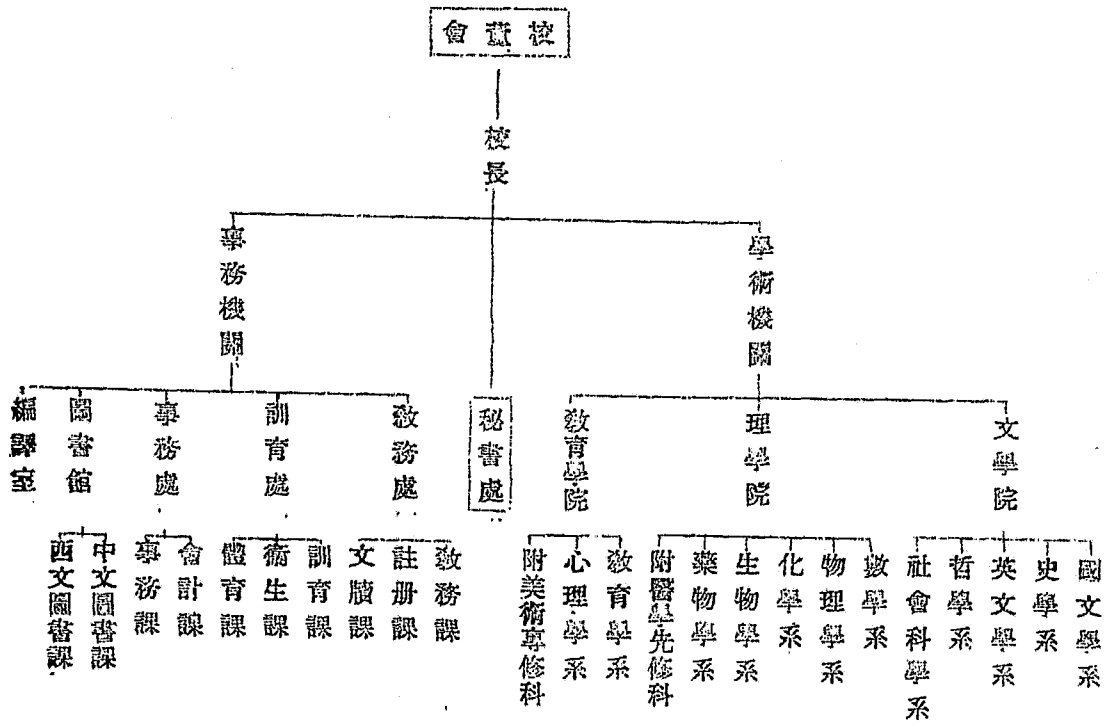 校董會
校長
學術機關
事務機關
文學院
理學院
教育學院
秘書處
教務處
訓育處
事務處
圖書館
編譯室
國文學系
史學系
英文學系
哲學系
社會科學系
數學系
物理學系
化學系
生物學系
藥物學系
附醫學先修科
教育學系
心理學系
附美術專修科
教務課
註册課
文牘課
訓育課
衛生課
體育課
會計課
事務課
中文圖書課
西文圖書課